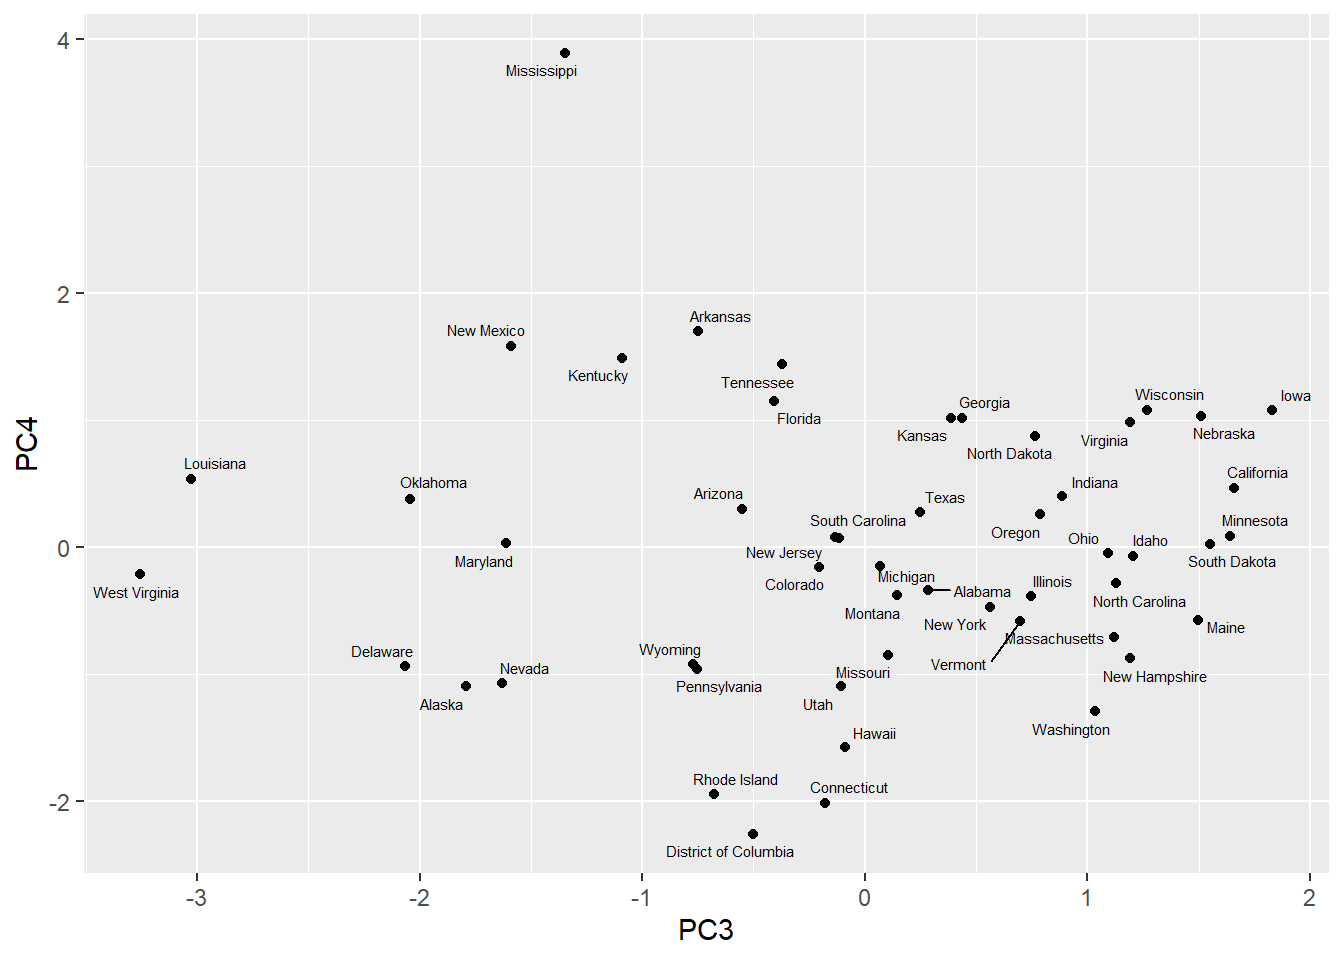 4
Mississippi
2
Arkansas
New Mexico
Kentucky
Tennessee
Florida
Georgia
Kansas
North Dakota
Wisconsin
Iowa
Virginia
Nebraska
PC4
Louisiana
Oklahoma
Arizona
Texas
Indiana
California
South Carolina
Oregon
Minnesota
0
Maryland
New Jersey
Ohio
Idaho
South Dakota
West Virginia
Colorado
Michigan
Alabama
Illinois
North Carolina
Montana
New York
Maine
Massachusetts
Delaware
Wyoming
Vermont
Nevada
Missouri
New Hampshire
Pennsylvania
Alaska
Utah
Hawaii
Washington
Rhode Island
Connecticut
-2
District of Columbia
-3
-2
-1
0
1
2
PC3